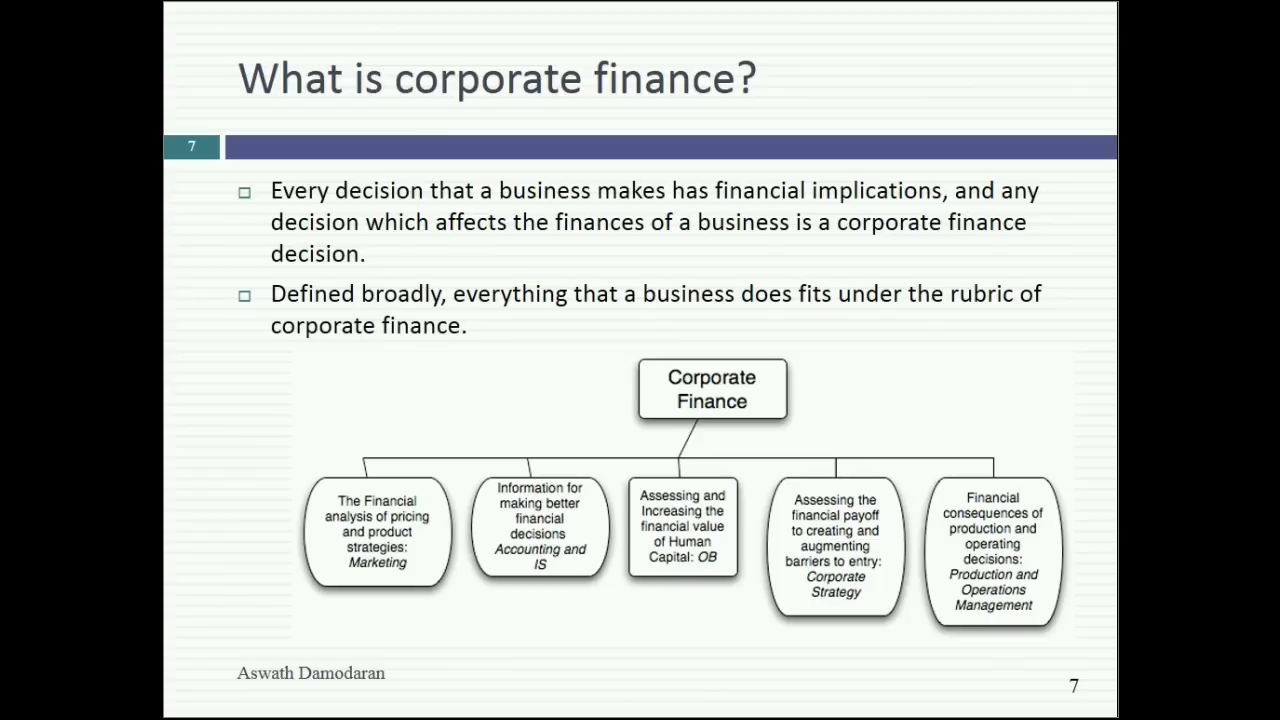 What is corporate finance?
7
Every decision that a business makes has financial implications, and any
decision which affects the finances of a business is a corporate finance
decision.
Defined broadly, everything that a business does fits under the rubric of
corporate finance.
Corporate
Finance
The Financial
analysis of pricing
and product
strategies:
Marketing
Information for
making better
financial
decisions
Accounting and
IS
Assessing and
Increasing the
financial value
of Human
Capital: OB
Assessing the
financial payoff
to creating and
augmenting
barriers to entry:
Corporate
Strategy
Financial
consequences of
production and
operating
decisions:
Production and
Operations
Management
Aswath Damodaran
7